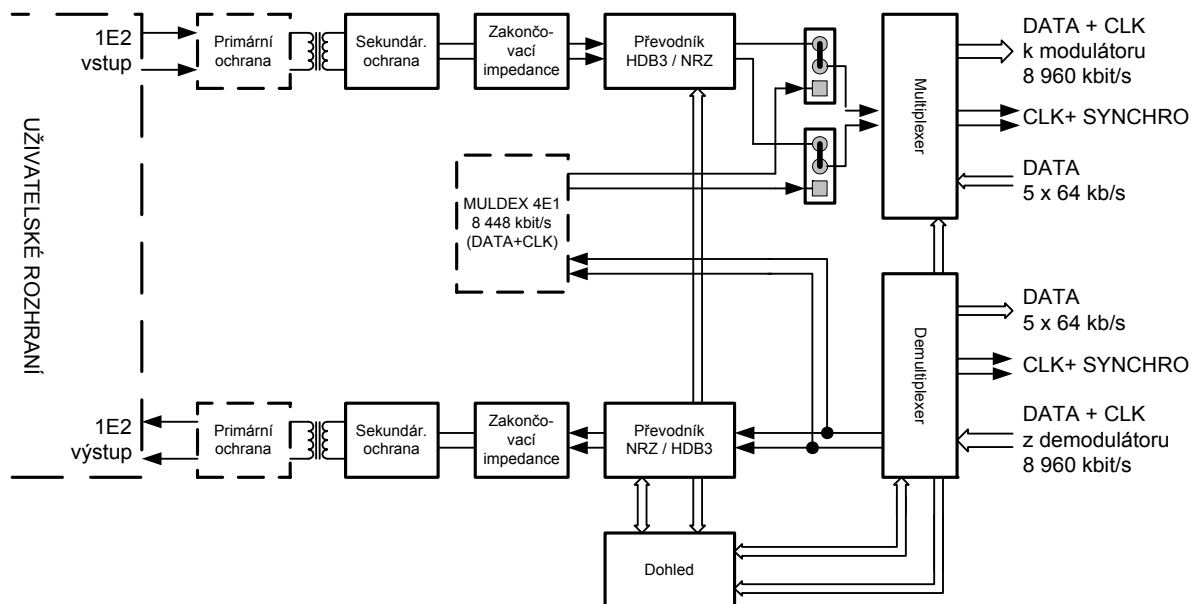 UŽIVATELSKÉ ROZHRANÍ
1E2
vstup
Primární
ochrana
Sekundár.
ochrana
Zakončo-
vací
impedance
Převodník
HDB3 / NRZ
Multiplexer
DATA + CLK
k modulátoru
8 960 kbit/s
CLK+ SYNCHRO
DATA
5 x 64 kb/s
MULDEX 4E1
8 448 kbit/s
(DATA+CLK)
Demultiplexer
DATA
5 x 64 kb/s
CLK+ SYNCHRO
DATA + CLK
z demodulátoru
8 960 kbit/s
1E2
výstup
Primární
ochrana
Sekundár.
ochrana
Zakončo-
vací
impedance
Převodník
NRZ / HDB3
Dohled